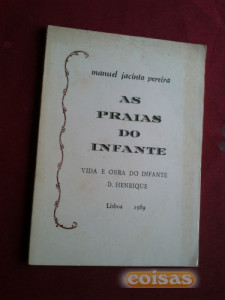 manuel jacinto pereira
AS
PRAIAS
DO
INFANTE
VIDA E OBRA DO INFANTE
D. HENRIQUE
Lisboa 1989
coisas